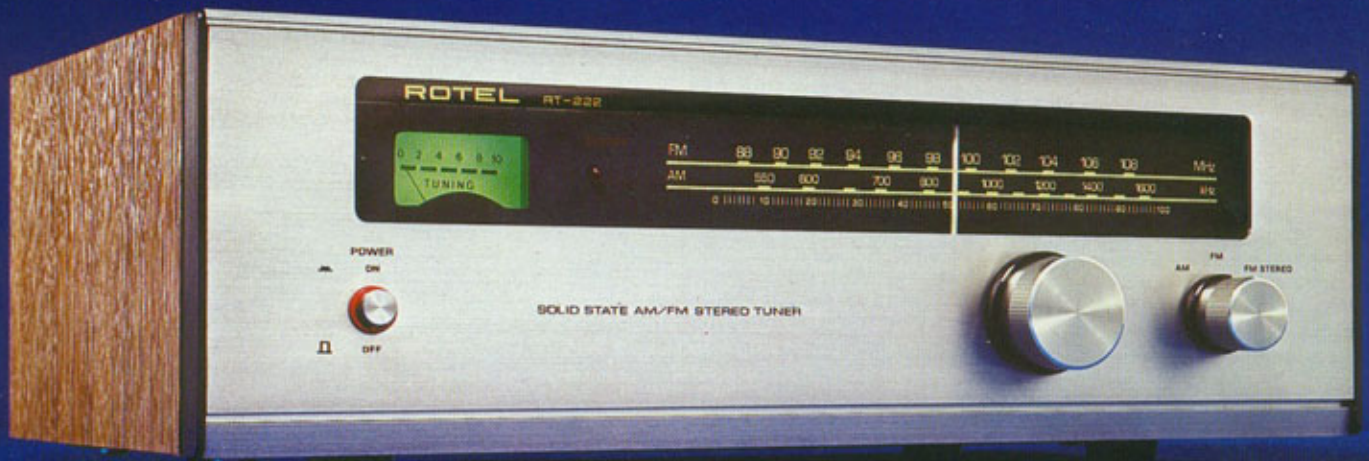 ROTEL RT-222
0 2 4 6 8 10
TUNING
FM 88 90 92 94 96 98 100 102 104 106 108 MHz
AM 550 600 700 800 1000 1200 1400 1600 kHz
0 10 20 30 40 50 60 70 80 90 100
POWER
ON
OFF
SOLID STATE AM/FM STEREO TUNER
AM FM FM STEREO